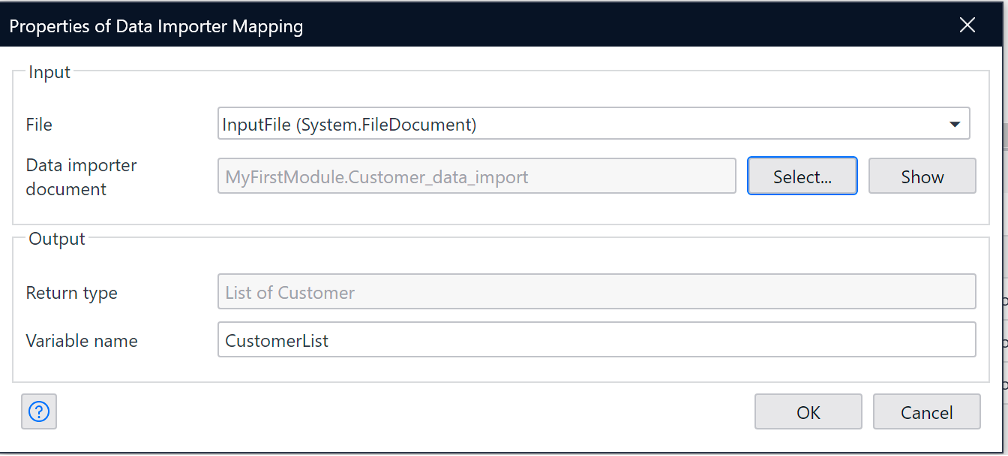 Properties of Data Importer Mapping
Input
File
InputFile (System.FileDocument)
Data importer
document
MyFirstModule.Customer_data_import
Select...
Show
Output
Return type
List of Customer
Variable name
CustomerList
?
OK
Cancel